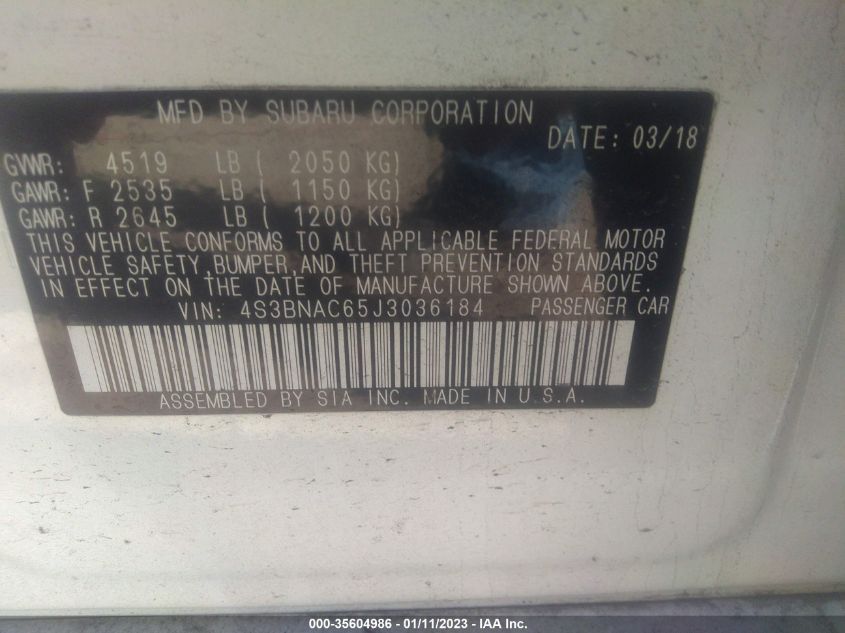 MFD BY SUBARU CORPORATION
DATE: 03/18
GVWR: 4519 LB ( 2050 KG)
GAWR: F 2535 LB ( 1150 KG)
GAWR: R 2645 LB ( 1200 KG)
THIS VEHICLE CONFORMS TO ALL APPLICABLE FEDERAL MOTOR
VEHICLE SAFETY,BUMPER,AND THEFT PREVENTION STANDARDS
IN EFFECT ON THE DATE OF MANUFACTURE SHOWN ABOVE.
VIN: 4S3BNAC65J3036184 PASSENGER CAR
ASSEMBLED BY SIA INC. MADE IN U.S.A.
000-35604986 - 01/11/2023 - IAA Inc.